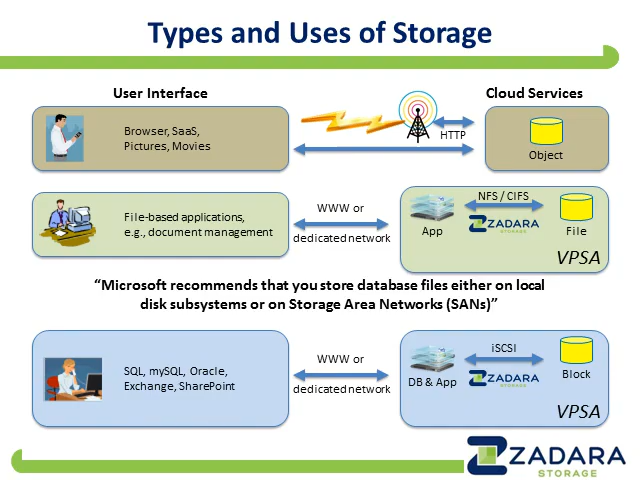 Types and Uses of Storage
User Interface
Cloud Services
Browser, SaaS,
Pictures, Movies
HTTP
Object
File-based applications,
e.g., document management
WWW or
dedicated network
App
NFS / CIFS
ZADARA
STORAGE
File
VPSA
“Microsoft recommends that you store database files either on local
disk subsystems or on Storage Area Networks (SANs)”
SQL, mySQL, Oracle,
Exchange, SharePoint
WWW or
dedicated network
DB & App
iSCSI
ZADARA
STORAGE
Block
VPSA
ZADARA
STORAGE